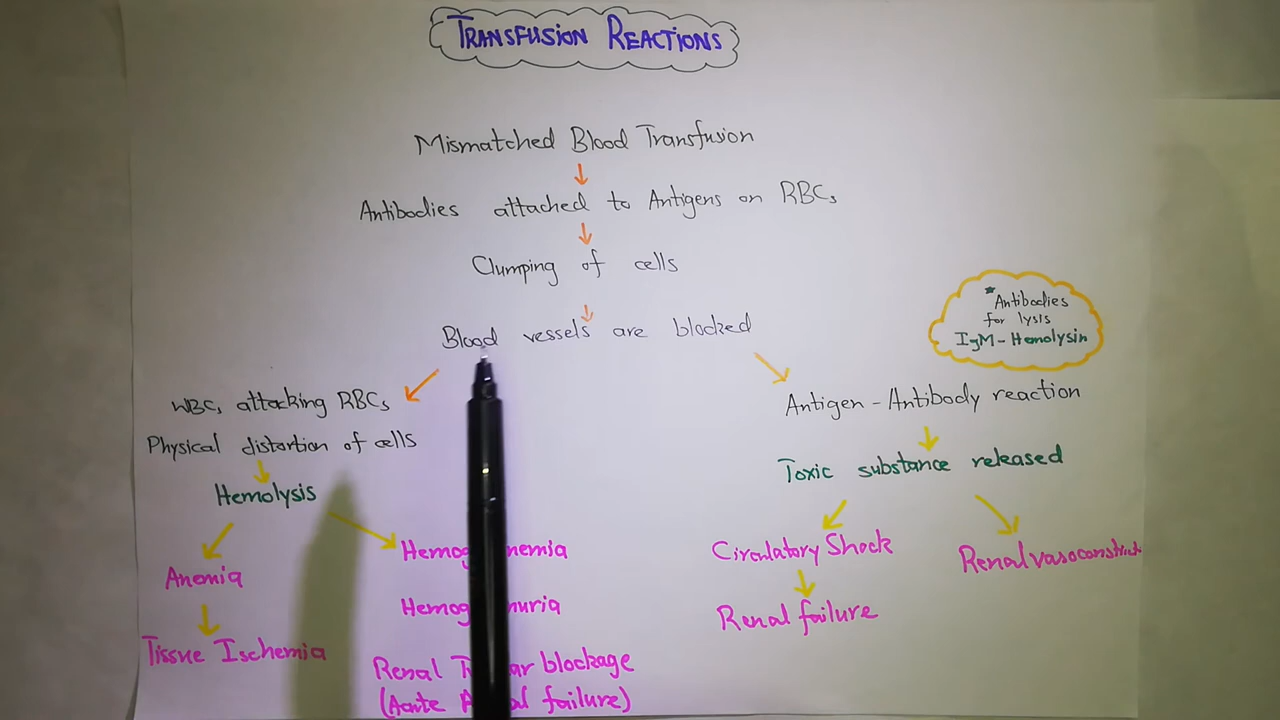 TRANSFUSION REACTIONS
Mismatched Blood Transfusion
Antibodies attached to Antigens on RBCs
Clumping of cells
Blood vessels are blocked
*Antibodies
for lysis
IgM - Hemolysin
WBCs attacking RBCs
Physical distortion of cells
Hemolysis
Anemia
Tissue Ischemia
Renal blockage
(Acute failure)
Antigen - Antibody reaction
Toxic substance released
Circulatory Shock
Renal failure
Renal